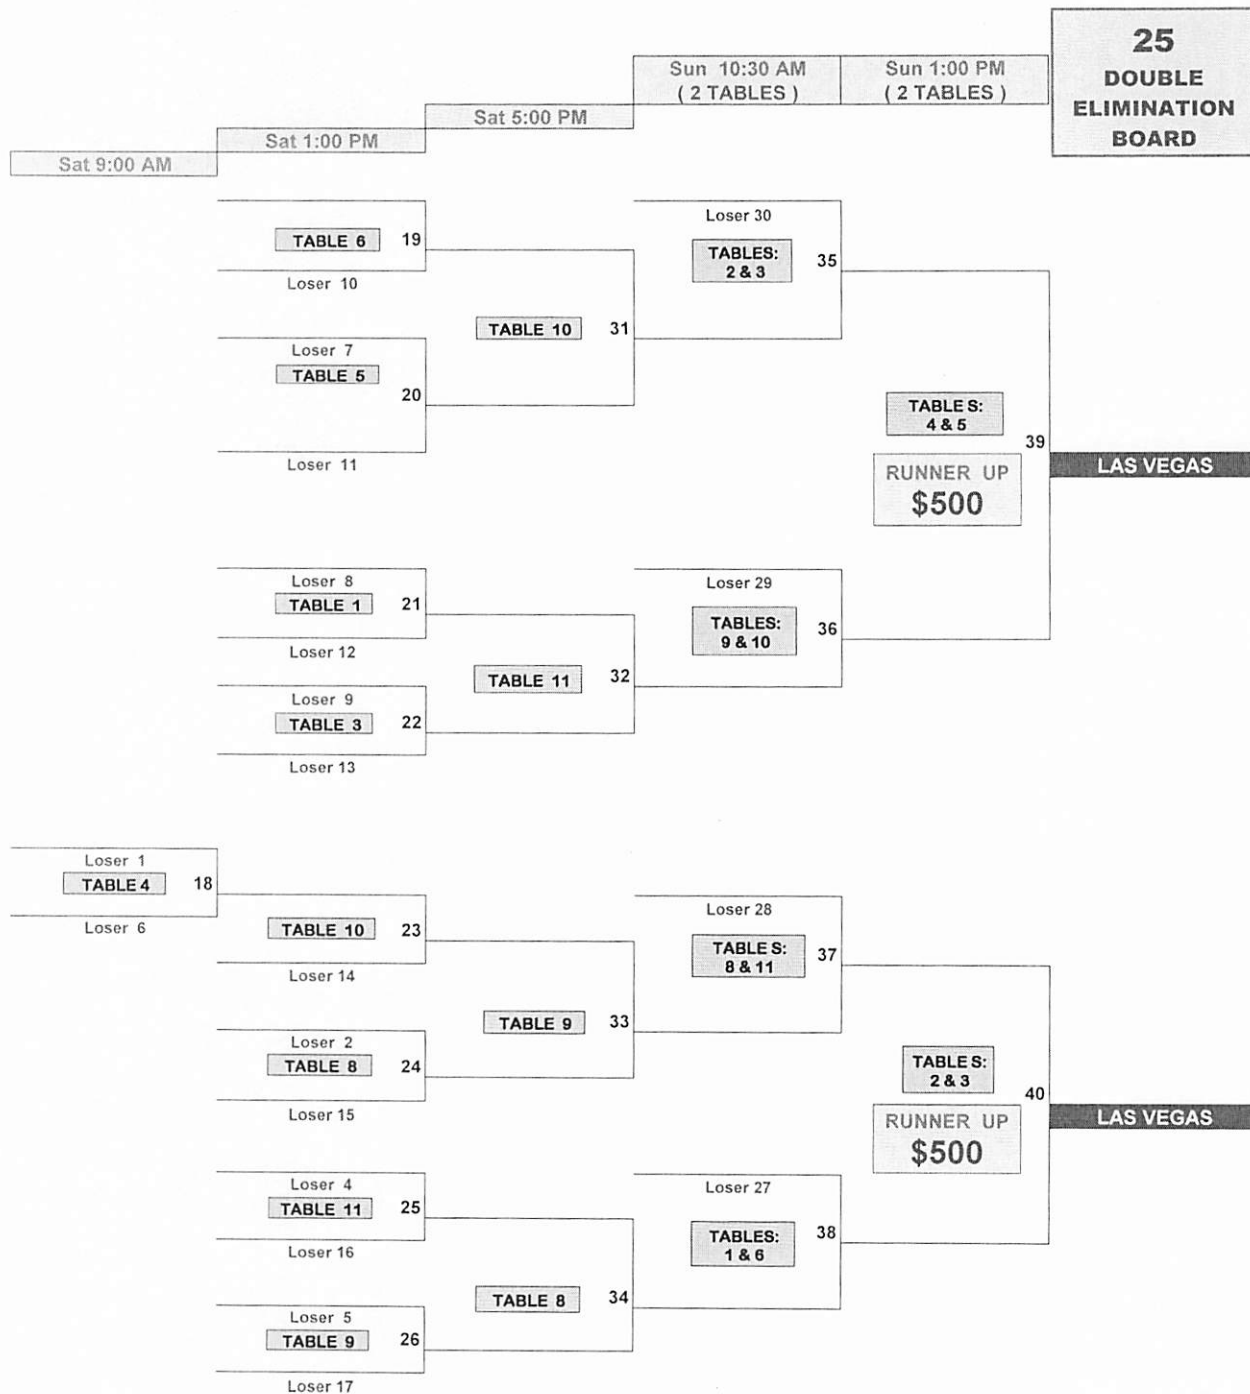 25
DOUBLE
ELIMINATION
BOARD
Sun 10:30 AM
( 2 TABLES )
Sun 1:00 PM
( 2 TABLES )
Sat 5:00 PM
Sat 1:00 PM
Sat 9:00 AM
TABLE 6 19
Loser 10
Loser 30
TABLES:
2 & 3
35
TABLE 10 31
Loser 7
TABLE 5
20
Loser 11
TABLE S:
4 & 5
39
RUNNER UP
$500
LAS VEGAS
Loser 8
TABLE 1 21
Loser 12
Loser 29
TABLES:
9 & 10
36
TABLE 11 32
Loser 9
TABLE 3 22
Loser 13
Loser 1
TABLE 4 18
Loser 6
TABLE 10 23
Loser 14
Loser 28
TABLE S:
8 & 11
37
TABLE 9 33
Loser 2
TABLE 8 24
Loser 15
TABLE S:
2 & 3
40
RUNNER UP
$500
LAS VEGAS
Loser 4
TABLE 11 25
Loser 16
Loser 27
TABLES:
1 & 6
38
TABLE 8 34
Loser 5
TABLE 9 26
Loser 17